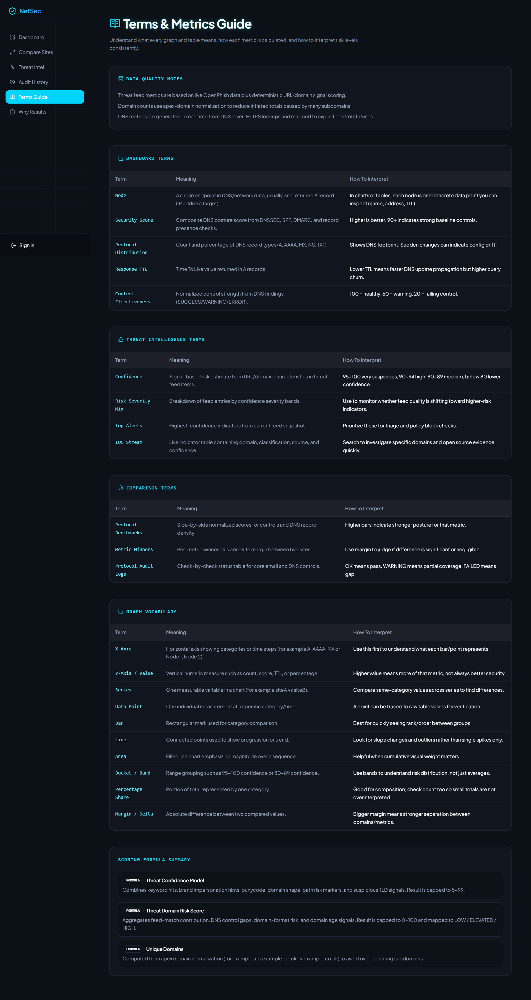 NetSec
Dashboard
Compare Sites
Threat Intel
Audit History
Terms Guide
Why Results
Sign in
Terms & Metrics Guide
Understand what every graph and table means, how each metric is calculated, and how to interpret risk levels
consistently.
DATA QUALITY NOTES
Threat feed metrics are based on live OpenPhish data plus deterministic URL/domain signal scoring.
Domain counts use apex-domain normalization to reduce inflated totals caused by many subdomains.
DNS metrics are generated in real-time from DNS-over-HTTPS lookups and mapped to explicit control statuses.
DASHBOARD TERMS
Term Meaning How To Interpret
Node A single endpoint in DNS/network data, usually one returned A record In charts or tables, each node is one concrete data point you can
(IP address target). inspect (name, address, TTL).
Security Score Composite DNS posture score from DNSSEC, SPF, DMARC, and record Higher is better. 90+ indicates strong baseline controls.
presence checks.
Protocol Count and percentage of DNS record types (A, AAAA, MX, NS, TXT). Shows DNS footprint. Sudden changes can indicate config drift.
Distribution
Response TTL Time To Live value returned in A records. Lower TTL means faster DNS update propagation but higher query
churn.
Control Normalized control strength from DNS findings 100 = healthy, 60 = warning, 20 = failing control.
Effectiveness (SUCCESS/WARNING/ERROR).
THREAT INTELLIGENCE TERMS
Term Meaning How To Interpret
Confidence Signal-based risk estimate from URL/domain characteristics in threat 95–100 very suspicious, 90–94 high, 80–89 medium, below 80 lower
feed items. confidence.
Risk Severity Breakdown of feed entries by confidence severity bands. Use to monitor whether feed quality is shifting toward higher-risk
Mix indicators.
Top Alerts Highest-confidence indicators from current feed snapshot. Prioritize these for triage and policy block checks.
IOC Stream Live indicator table containing domain, classification, source, and Search to investigate specific domains and open source evidence
confidence. quickly.
COMPARISON TERMS
Term Meaning How To Interpret
Protocol Side-by-side normalized scores for controls and DNS record Higher bars indicate stronger posture for that metric.
Benchmarks density.
Metric Winners Per-metric winner plus absolute margin between two sites. Use margin to judge if difference is significant or negligible.
Protocol Audit Check-by-check status table for core email and DNS controls. OK means pass, WARNING means partial coverage, FAILED means
Logs gap.
GRAPH VOCABULARY
Term Meaning How To Interpret
X-Axis Horizontal axis showing categories or time steps (for example A, AAAA, MX or Use this first to understand what each bar/point represents.
Node 1, Node 2).
Y-Axis / Value Vertical numeric measure such as count, score, TTL, or percentage. Higher value means more of that metric, not always better security.
Series One measurable variable in a chart (for example siteA vs siteB). Compare same-category values across series to find differences.
Data Point One individual measurement at a specific category/time. A point can be traced to raw table values for verification.
Bar Rectangular mark used for category comparison. Best for quickly seeing rank/order between groups.
Line Connected points used to show progression or trend. Look for slope changes and outliers rather than single spikes only.
Area Filled line chart emphasizing magnitude over a sequence. Helpful when cumulative visual weight matters.
Bucket / Band Range grouping such as 95–100 confidence or 80–89 confidence. Use bands to understand risk distribution, not just averages.
Percentage Portion of total represented by one category. Good for composition; check count too so small totals are not
Share overinterpreted.
Margin / Delta Absolute difference between two compared values. Bigger margin means stronger separation between
domains/metrics.
SCORING FORMULA SUMMARY
FORMULA Threat Confidence Model
Combines keyword hits, brand impersonation hints, punycode, domain shape, path risk markers, and suspicious TLD signals. Result is capped to 5–99.
FORMULA Threat Domain Risk Score
Aggregates feed-match contribution, DNS control gaps, domain-format risk, and domain age signals. Result is capped to 0–100 and mapped to LOW / ELEVATED /
HIGH.
FORMULA Unique Domains
Computed from apex domain normalization (for example a.b.example.co.uk -> example.co.uk) to avoid over-counting subdomains.